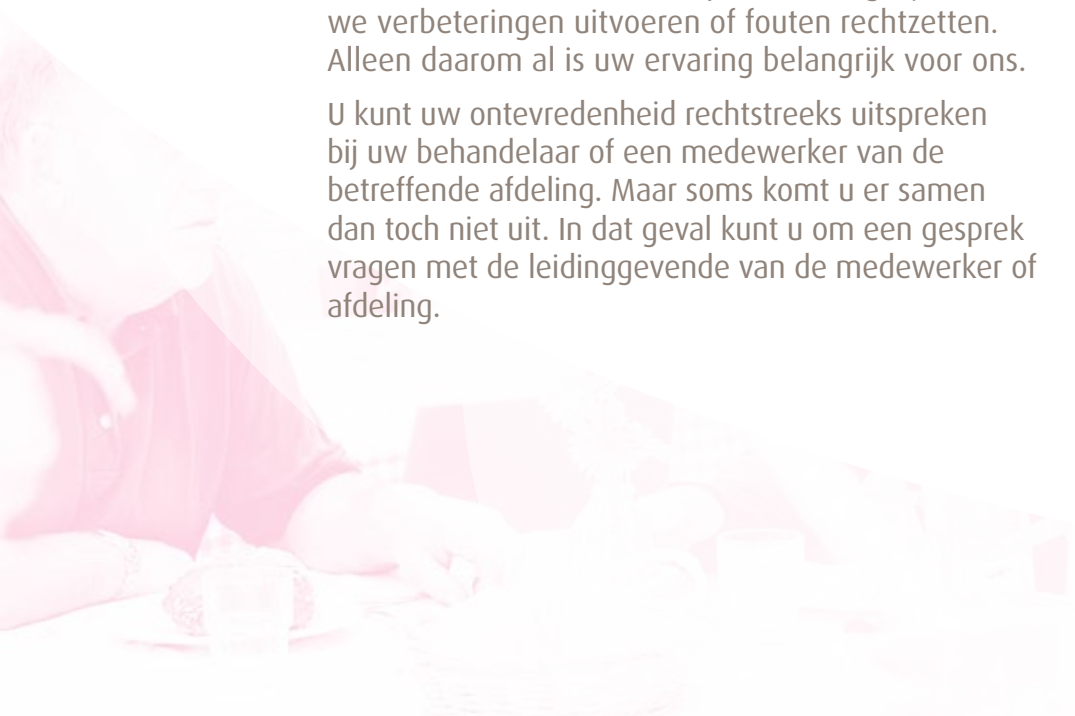 we verbeteringen uitvoeren of fouten rechtzetten.
Alleen daarom al is uw ervaring belangrijk voor ons.
U kunt uw ontevredenheid rechtstreeks uitspreken
bij uw behandelaar of een medewerker van de
betreffende afdeling. Maar soms komt u er samen
dan toch niet uit. In dat geval kunt u om een gesprek
vragen met de leidinggevende van de medewerker of
afdeling.